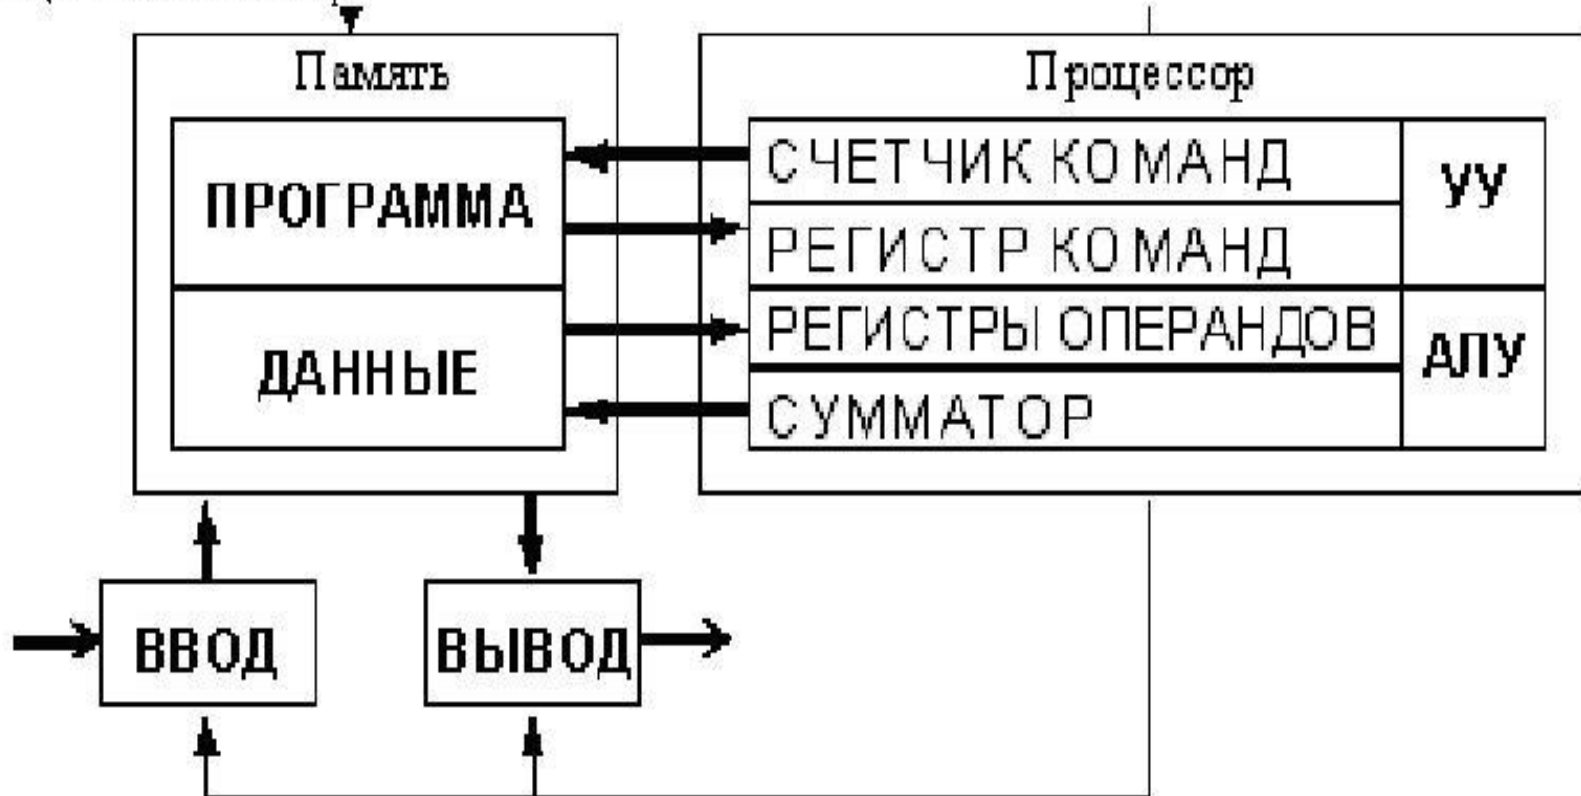 Память
Процессор
ПРОГРАММА
ДАННЫЕ
СЧЕТЧИК КОМАНД
РЕГИСТР КОМАНД
РЕГИСТРЫ ОПЕРАНДОВ
СУММАТОР
УУ
АЛУ
ВВОД
ВЫВОД